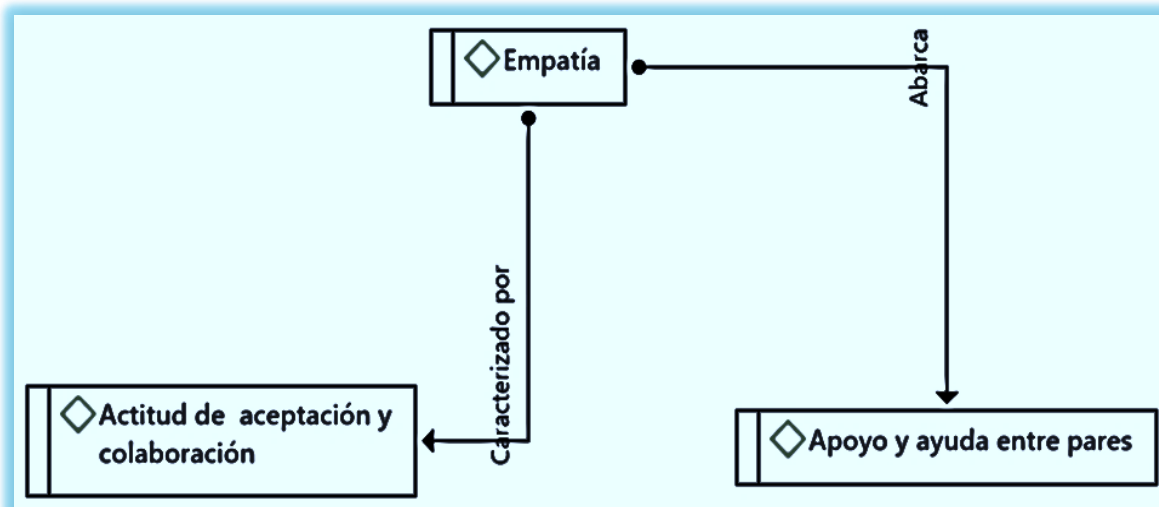 Empatía
Abarca
Caracterizado por
Actitud de aceptación y
colaboración
Apoyo y ayuda entre pares